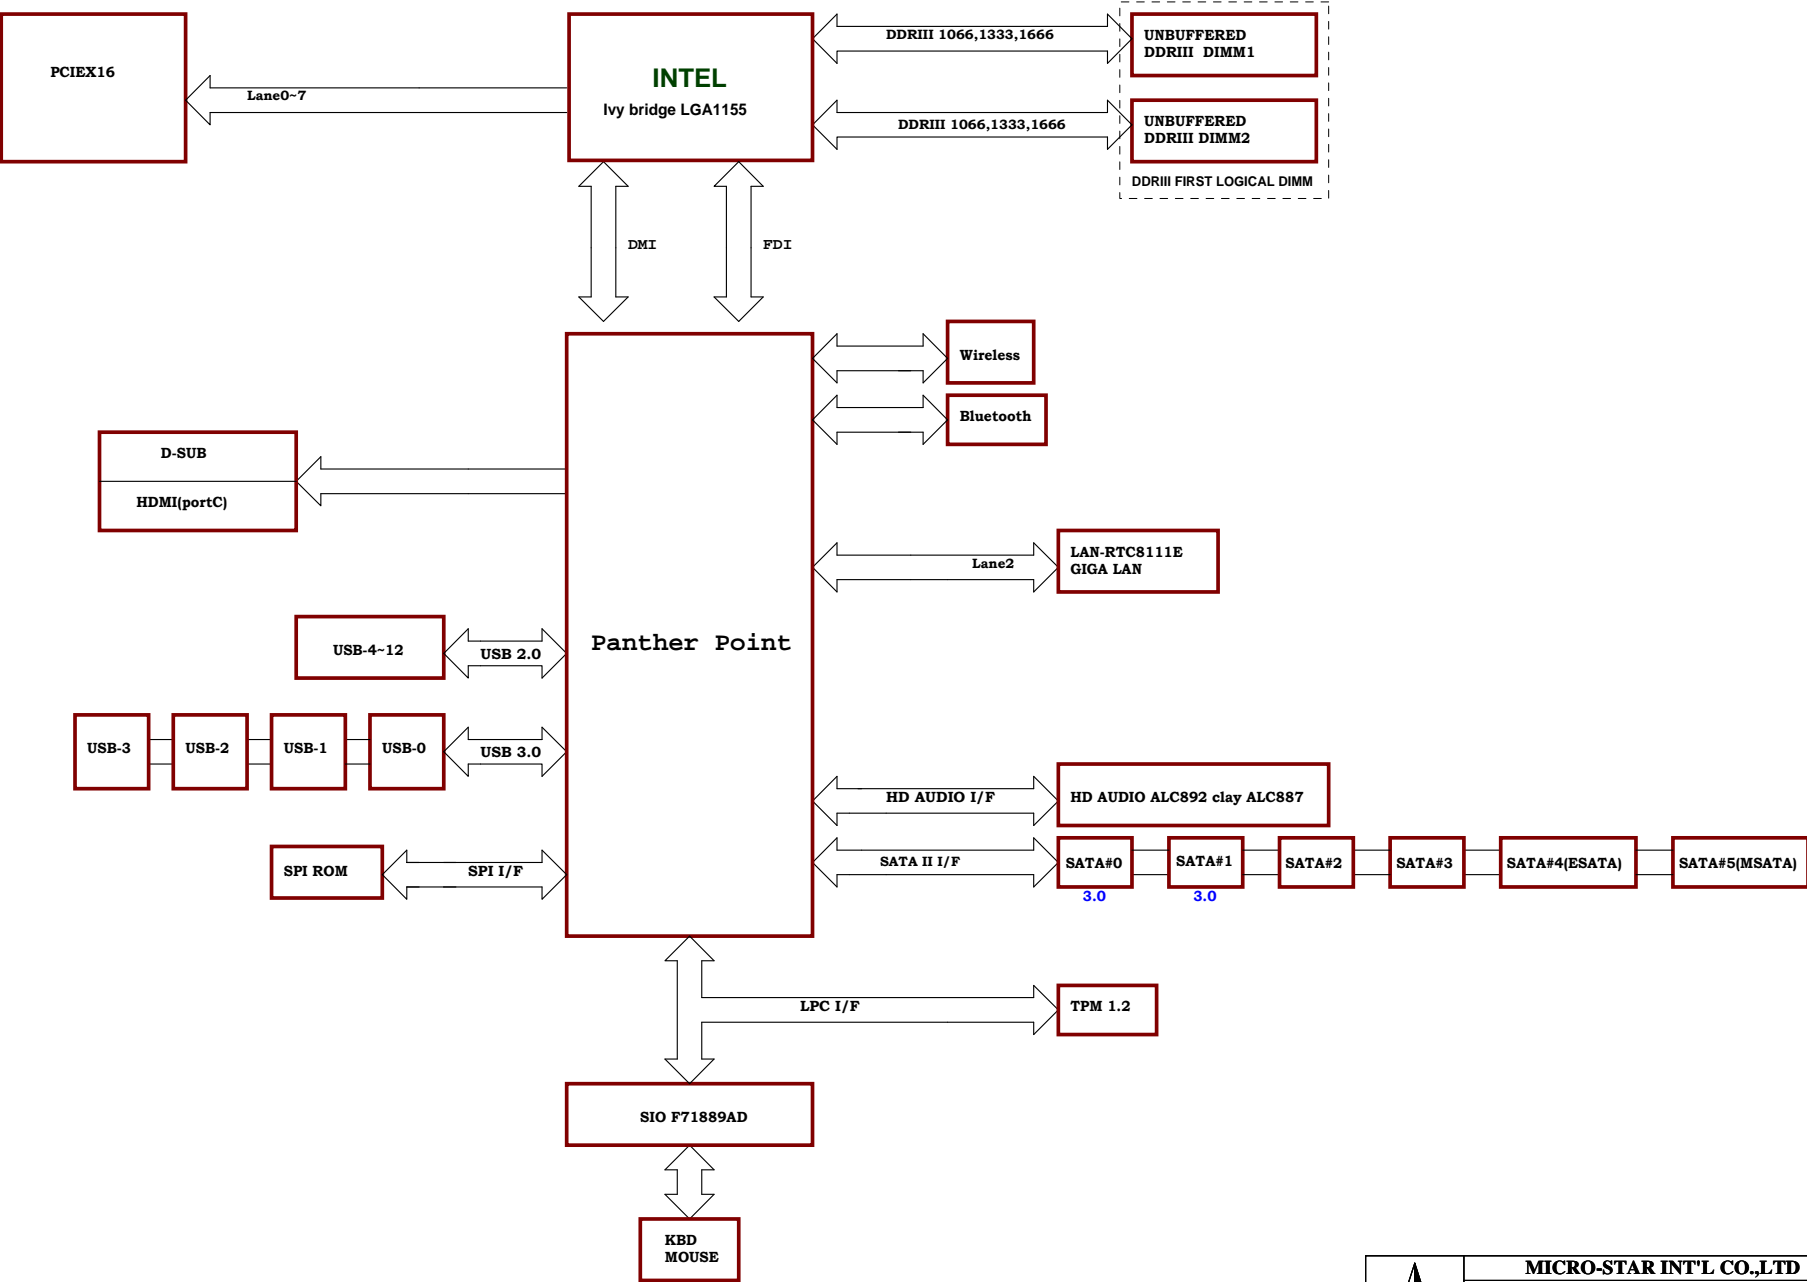 PCIEX16
Lane0~7
INTEL
Ivy bridge LGA1155
DDRIII 1066,1333,1666
UNBUFFERED
DDRIII DIMM1
DDRIII 1066,1333,1666
UNBUFFERED
DDRIII DIMM2
DDRIII FIRST LOGICAL DIMM
DMI
FDI
Wireless
Bluetooth
D-SUB
HDMI(portC)
Lane2
LAN-RTC8111E
GIGA LAN
Panther Point
USB-4~12
USB 2.0
USB-3
USB-2
USB-1
USB-0
USB 3.0
HD AUDIO I/F
HD AUDIO ALC892 clay ALC887
SPI ROM
SPI I/F
SATA II I/F
SATA#0
SATA#1
SATA#2
SATA#3
SATA#4(ESATA)
SATA#5(MSATA)
3.0
3.0
LPC I/F
TPM 1.2
SIO F71889AD
KBD
MOUSE
MICRO-STAR INT'L CO.,LTD